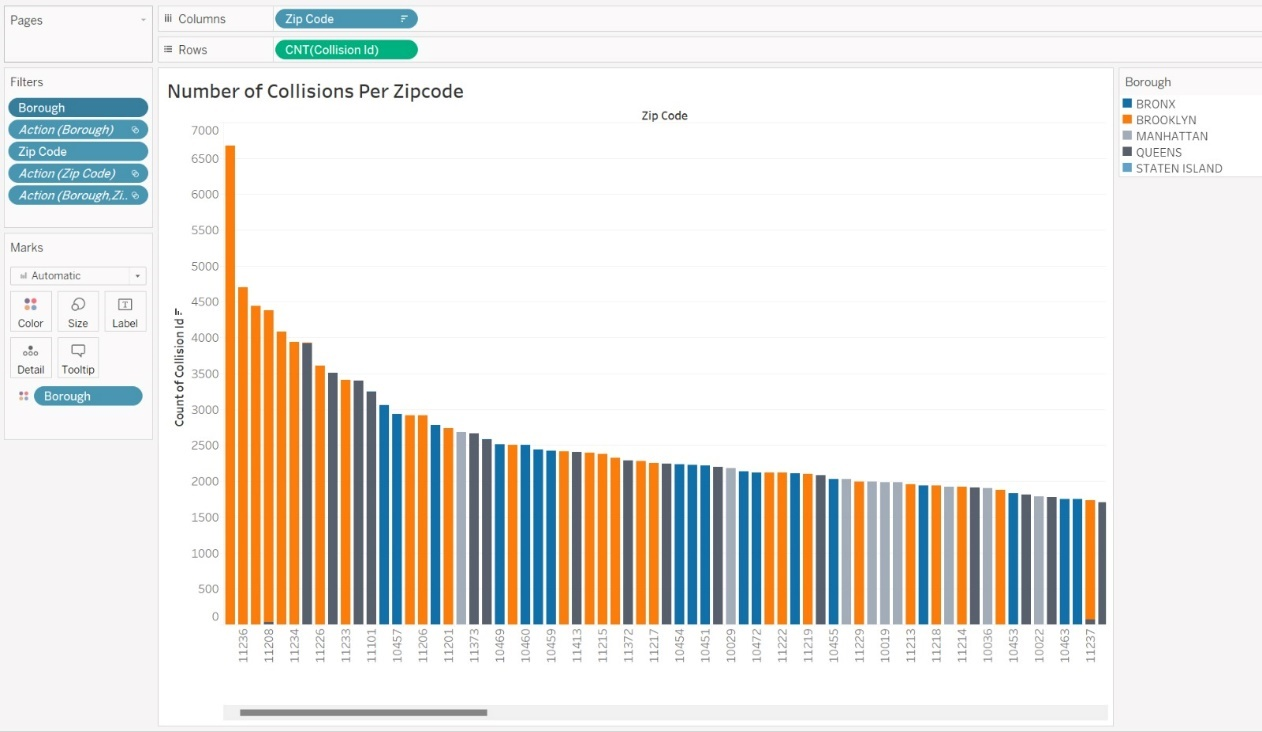 Pages
Columns
Zip Code
Rows
CNT(Collision Id)
Filters
Borough
Action (Borough)
Zip Code
Action (Zip Code)
Action (Borough,Zi..
Marks
Automatic
Color
Size
Label
Detail
Tooltip
Borough
Number of Collisions Per Zipcode
Zip Code
Count of Collision Id
7000
6500
6000
5500
5000
4500
4000
3500
3000
2500
2000
1500
1000
500
0
11236
11208
11234
11226
11233
11101
10457
11206
11201
11373
10469
10460
10459
11413
11215
11372
11217
10454
10451
10029
10472
11222
11219
10455
11229
10019
11213
11218
11214
10036
10453
10022
10463
11237
Borough
BRONX
BROOKLYN
MANHATTAN
QUEENS
STATEN ISLAND